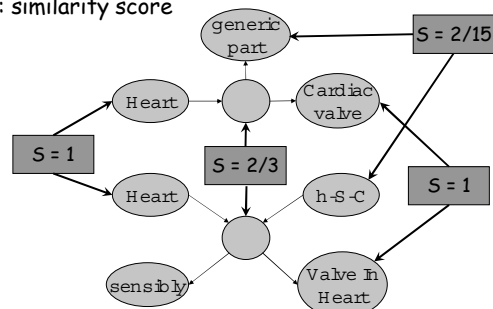 : similarity score
generic
part
S = 2/15
Heart
Cardiac
valve
S = 1
S = 2/3
Heart
h-S-C
S = 1
sensibly
Valve In
Heart